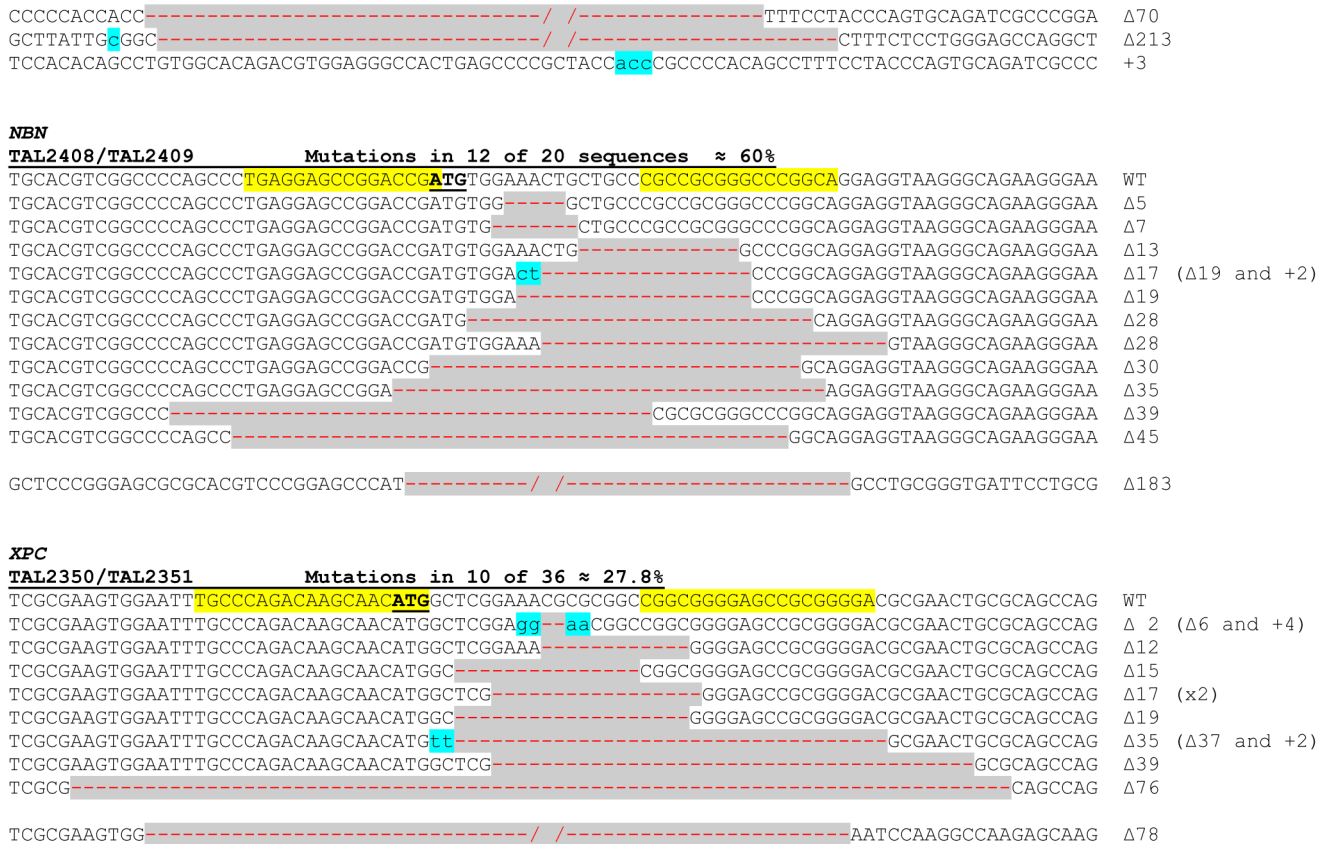 CCCCCACCACC--------------------------------/ /---------------TTTCCTACCCAGTGCAGATCGCCCGGA Δ70
GCTTATTGcGGC-------------------------------/ /---------------------CTTTCTCCTGGGAGCCAGGCT Δ213
TCCACACAGCCTGTGGCACAGACGTGGAGGGCCACTGAGCCCCGCTACCaccCGCCCCACAGCCTTTCCTACCCAGTGCAGATCGCCC +3
NBN
TAL2408/TAL2409 Mutations in 12 of 20 sequences ≈ 60%
TGCACGTCGGCCCCAGCCCTGAGGAGCCGGACCGATGTGGAAACTGCTGCCCGCCGCGGGCCCGGCAGGAGGTAAGGGCAGAAGGGAA WT
TGCACGTCGGCCCCAGCCCTGAGGAGCCGGACCGATGTGG-----GCTGCCCGCCGCGGGCCCGGCAGGAGGTAAGGGCAGAAGGGAA Δ5
TGCACGTCGGCCCCAGCCCTGAGGAGCCGGACCGATGTG-------CTGCCCGCCGCGGGCCCGGCAGGAGGTAAGGGCAGAAGGGAA Δ7
TGCACGTCGGCCCCAGCCCTGAGGAGCCGGACCGATGTGGAAACTG-------------GCCCGGCAGGAGGTAAGGGCAGAAGGGAA Δ13
TGCACGTCGGCCCCAGCCCTGAGGAGCCGGACCGATGTGGAct-----------------CCCGGCAGGAGGTAAGGGCAGAAGGGAA Δ17 (Δ19 and +2)
TGCACGTCGGCCCCAGCCCTGAGGAGCCGGACCGATGTGGA-------------------CCCGGCAGGAGGTAAGGGCAGAAGGGAA Δ19
TGCACGTCGGCCCCAGCCCTGAGGAGCCGGACCGATG----------------------------CAGGAGGTAAGGGCAGAAGGGAA Δ28
TGCACGTCGGCCCCAGCCCTGAGGAGCCGGACCGATGTGGAAA----------------------------GTAAGGGCAGAAGGGAA Δ28
TGCACGTCGGCCCCAGCCCTGAGGAGCCGGACCG------------------------------GCAGGAGGTAAGGGCAGAAGGGAA Δ30
TGCACGTCGGCCCCAGCCCTGAGGAGCCGGA-----------------------------------AGGAGGTAAGGGCAGAAGGGAA Δ35
TGCACGTCGGCCC---------------------------------------CGCGCGGGCCCGGCAGGAGGTAAGGGCAGAAGGGAA Δ39
TGCACGTCGGCCCCAGCC---------------------------------------------GGCAGGAGGTAAGGGCAGAAGGGAA Δ45
GCTCCCGGGAGCGCGCACGTCCCGGAGCCCAT----------/ /-----------------------GCCTGCGGGTGATTCCTGCG Δ183
XPC
TAL2350/TAL2351 Mutations in 10 of 36 ≈ 27.8%
TCGCGAAGTGGAATTTGCCCAGACAAGCAACATGGCTCGGAAACGCGCGGCCGGCGGGGAGCCGCGGGGACGCGAACTGCGCAGCCAG WT
TCGCGAAGTGGAATTTGCCCAGACAAGCAACATGGCTCGGAgg--aaCGGCCGGCGGGGAGCCGCGGGGACGCGAACTGCGCAGCCAG Δ 2 (Δ6 and +4)
TCGCGAAGTGGAATTTGCCCAGACAAGCAACATGGCTCGGAAA------------GGGGAGCCGCGGGGACGCGAACTGCGCAGCCAG Δ12
TCGCGAAGTGGAATTTGCCCAGACAAGCAACATGGC---------------CGGCGGGGAGCCGCGGGGACGCGAACTGCGCAGCCAG Δ15
TCGCGAAGTGGAATTTGCCCAGACAAGCAACATGGCTCG-----------------GGGAGCCGCGGGGACGCGAACTGCGCAGCCAG Δ17 (x2)
TCGCGAAGTGGAATTTGCCCAGACAAGCAACATGGC-------------------GGGGAGCCGCGGGGACGCGAACTGCGCAGCCAG Δ19
TCGCGAAGTGGAATTTGCCCAGACAAGCAACATGtt-----------------------------------GCGAACTGCGCAGCCAG Δ35 (Δ37 and +2)
TCGCGAAGTGGAATTTGCCCAGACAAGCAACATGGCTCG---------------------------------------GCGCAGCCAG Δ39
TCGCG----------------------------------------------------------------------------CAGCCAG Δ76
TCGCGAAGTGG-------------------------------/ /-----------------------AATCCAAGGCCAAGAGCAAG Δ78